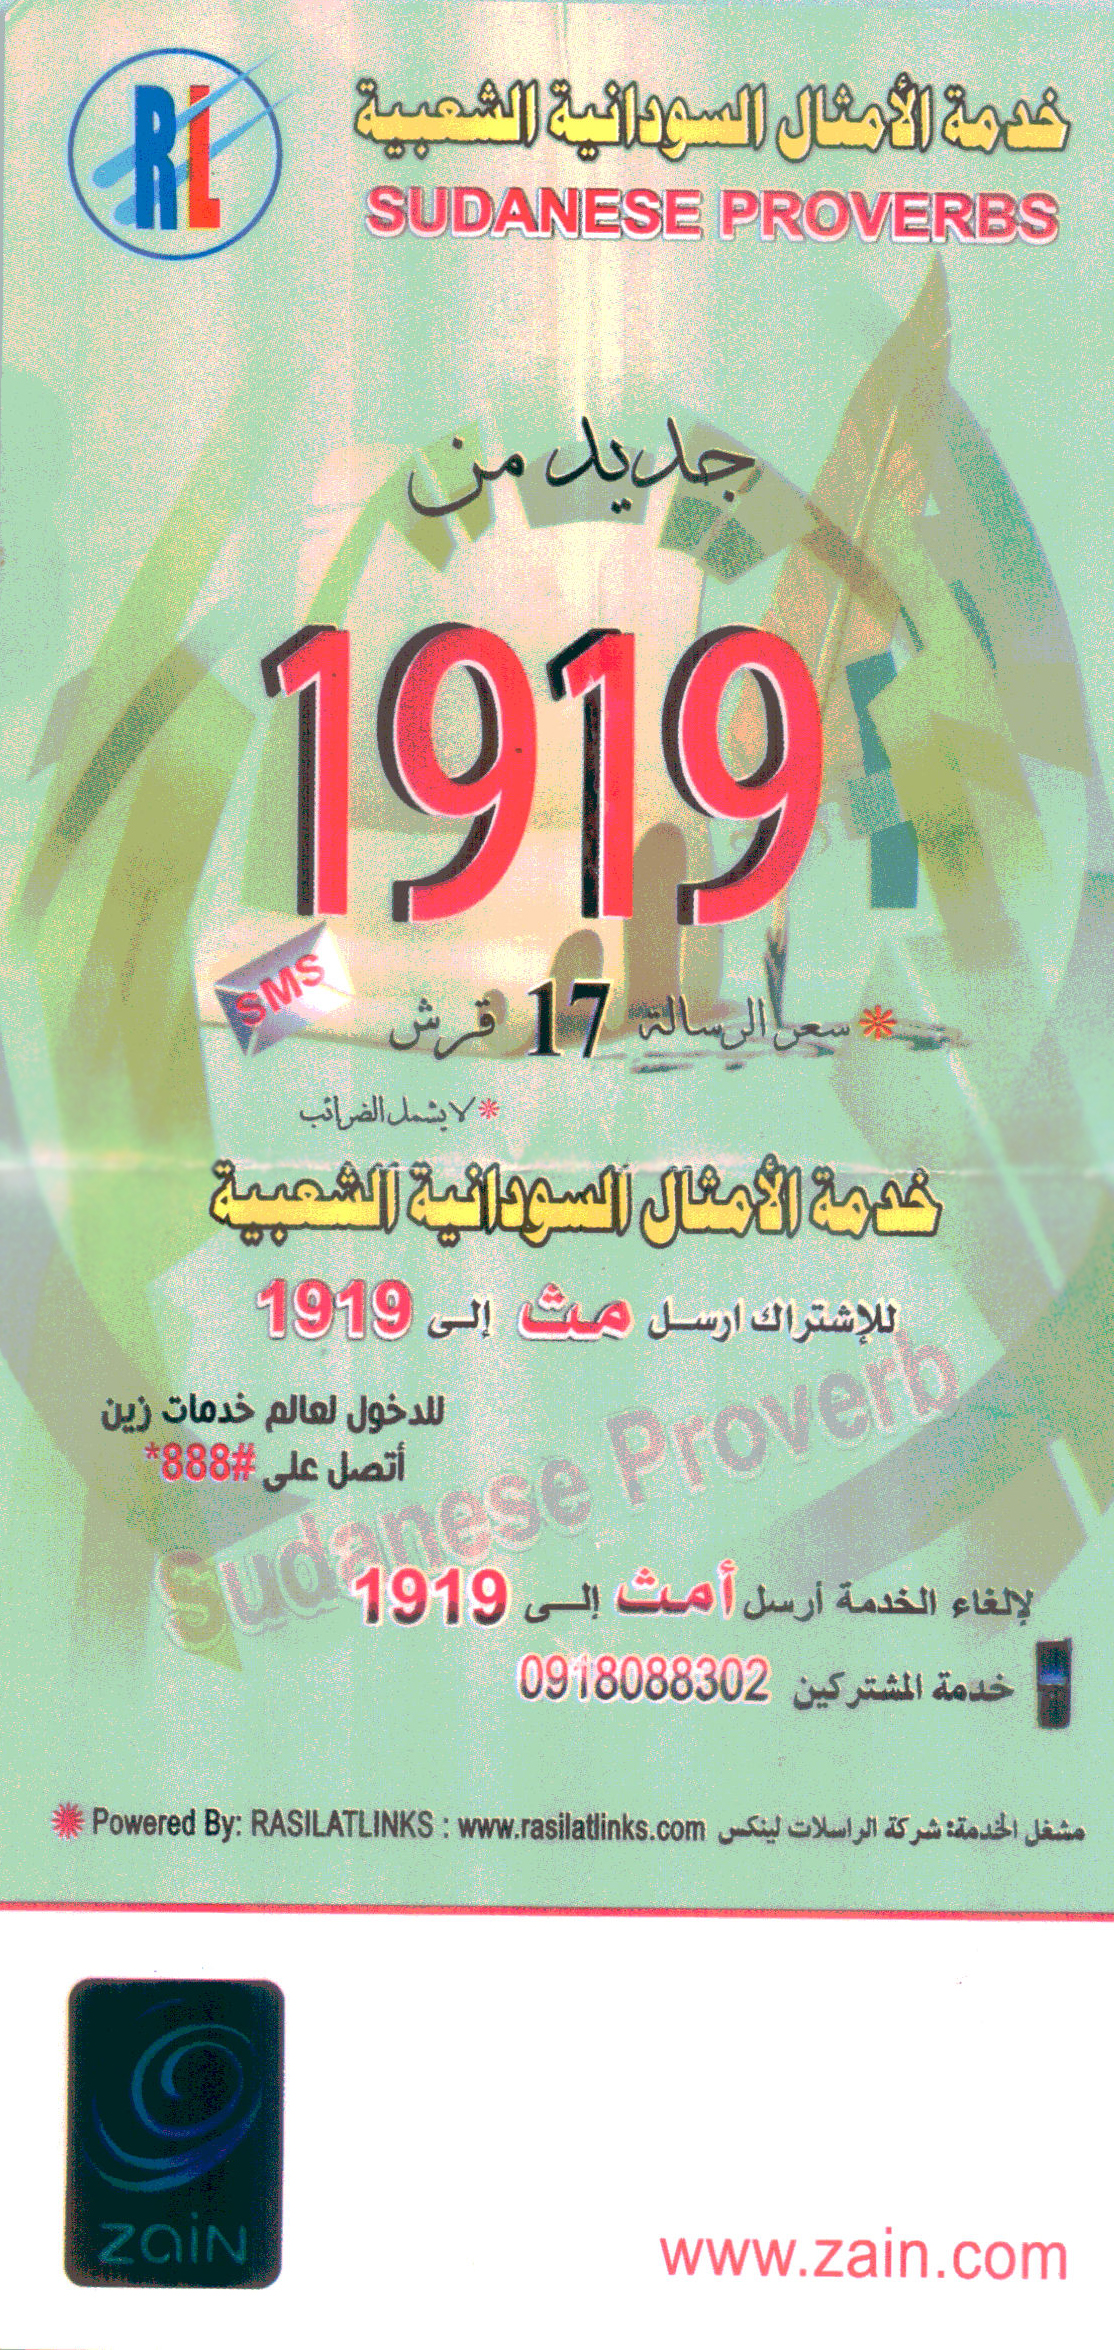 RL
خدمة الأمثال السودانية الشعبية
SUDANESE PROVERBS
جديد من
1919
SMS
* سعر الرسالة 17 قرش
* لا يشمل الضرائب
خدمة الأمثال السودانية الشعبية
للإشتراك ارسل مث إلى 1919
للدخول لعالم خدمات زين
أتصل على #888*
Sudanese Proverb
لإلغاء الخدمة أرسل أمث إلى 1919
خدمة المشتركين 0918088302
* Powered By: RASILATLINKS : www.rasilatlinks.com مشغل الخدمة: شركة الراسلات لينكس
zain
www.zain.com